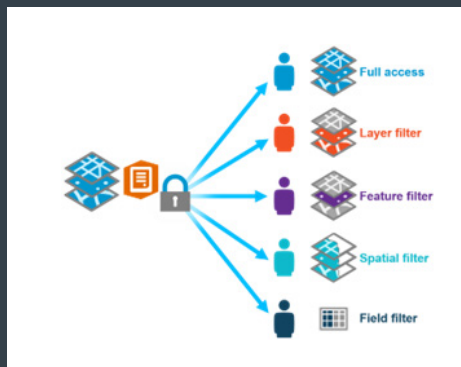 Full access
Layer filter
Feature filter
Spatial filter
Field filter